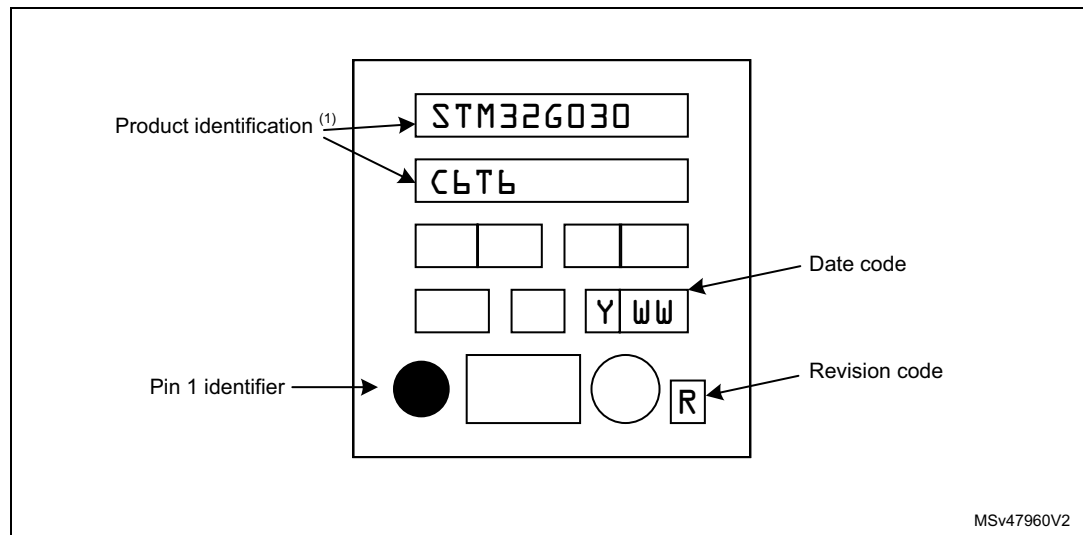 Product identification (1)
STM32G030
C6T6
Date code
Y WW
Pin 1 identifier
Revision code
R
MSv47960V2